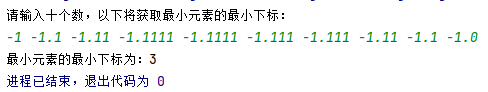 请输入十个数，以下将获取最小元素的最小下标：
-1 -1.1 -1.11 -1.1111 -1.1111 -1.111 -1.111 -1.11 -1.1 -1.0
最小元素的最小下标为：3
进程已结束，退出代码为 0